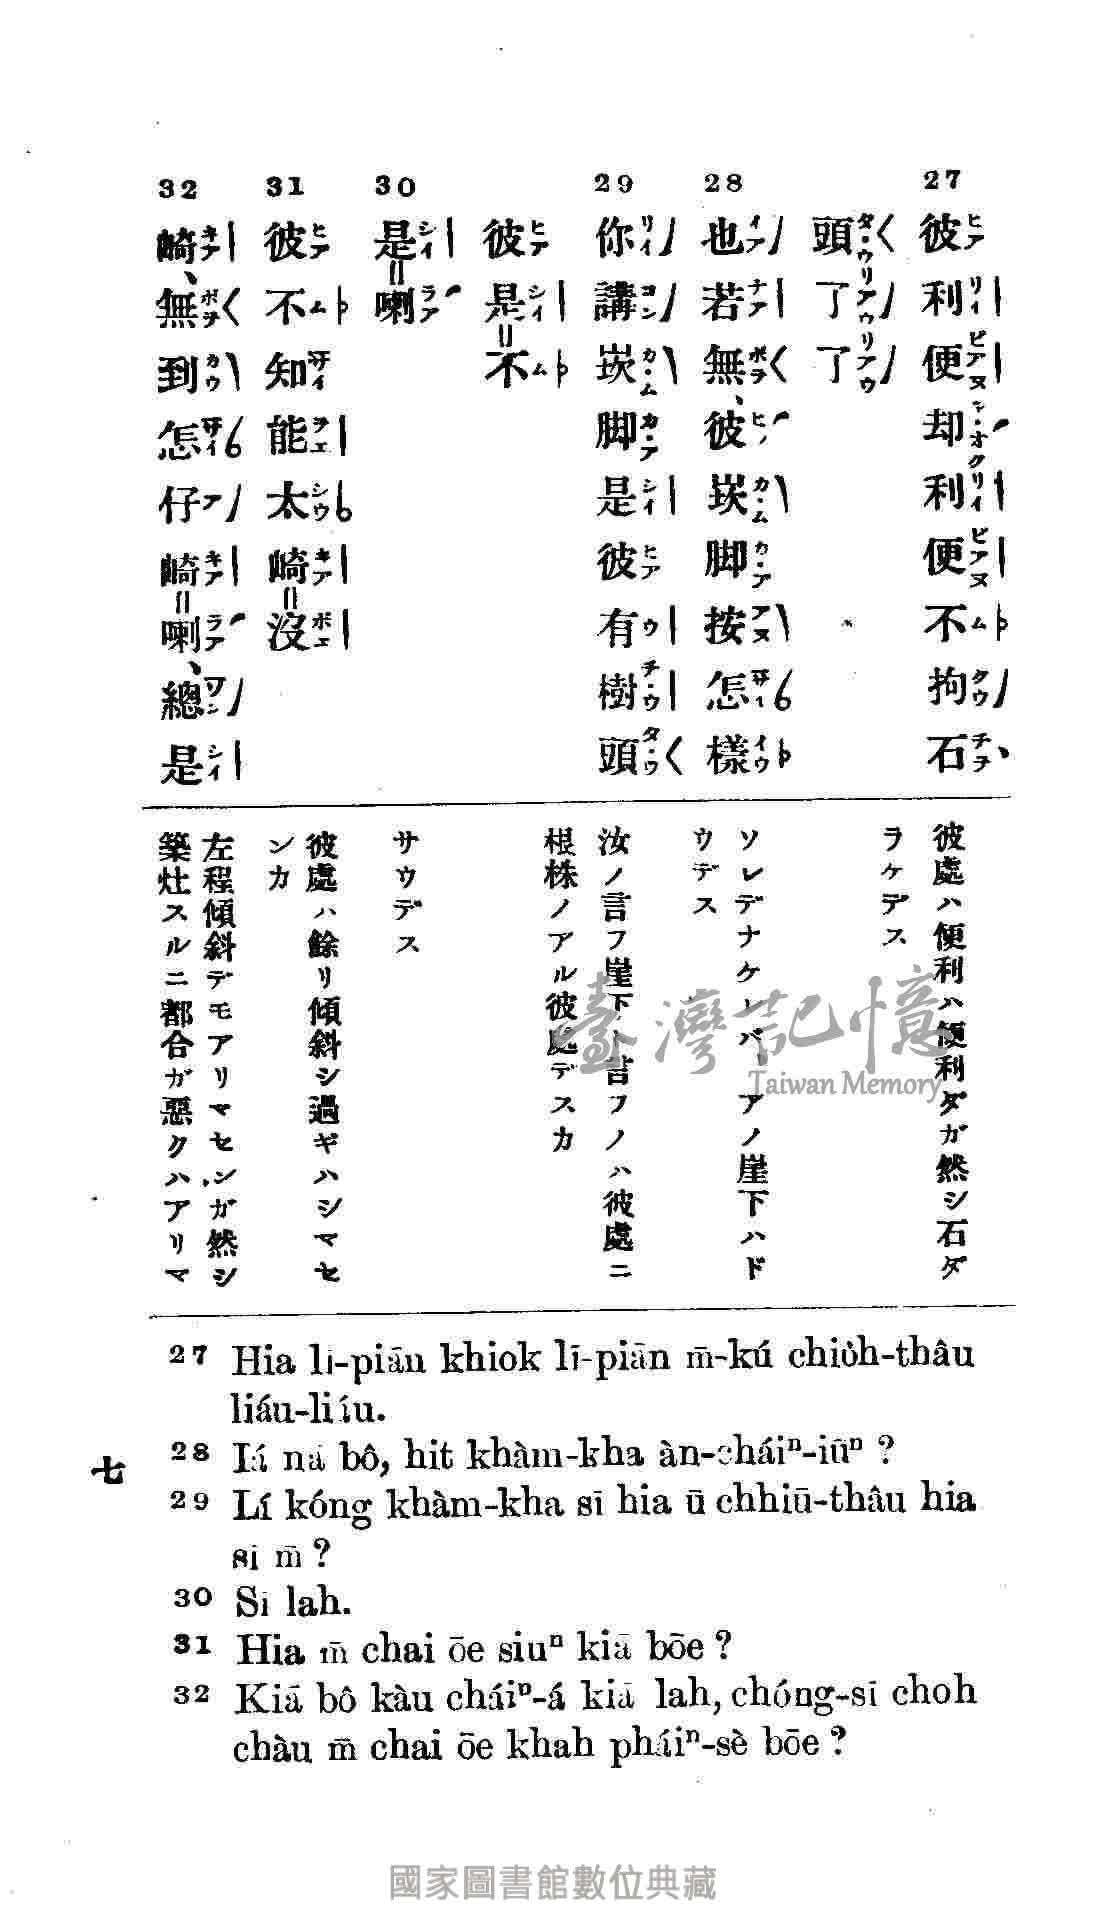 27
彼利便却利便不拘石
頭了了
28
也若無、彼崁脚按怎樣
29
你講崁脚是彼有樹頭
彼是不
30
是喇
31
彼不知能太崎沒
32
崎、無到怎仔崎喇、總是
彼處ハ便利ハ便利ダガ然シ石ダ
ラケデス
ソレデナケレバーアノ崖下ハド
ウデス
汝ノ言フ崖下ト言フノハ彼處ニ
根株ノアル彼處デスカ
サウデス
彼處ハ餘リ傾斜シ過ギハシマセ
ンカ
左程傾斜デモアリマセンガ然シ
築灶スルニ都合ガ惡クハアリマ
27 Hia lī-piān khiok lī-piān m̄-kú chio̍h-thâu
liáu-liáu.
28 Iá nā bô, hit khàm-kha àn-cháiⁿ-iūⁿ ?
29 Lí kóng khàm-kha sī hia ū chhiū-thâu hia
sī m̄ ?
30 Sī lah.
31 Hia m̄ chai ōe siuⁿ kiā bōe ?
32 Kiā bô kàu cháiⁿ-á kiā lah, chóng-sī choh
chàu m̄ chai ōe khah pháiⁿ-sè bōe ?
七
臺灣記憶
Taiwan Memory
國家圖書館數位典藏